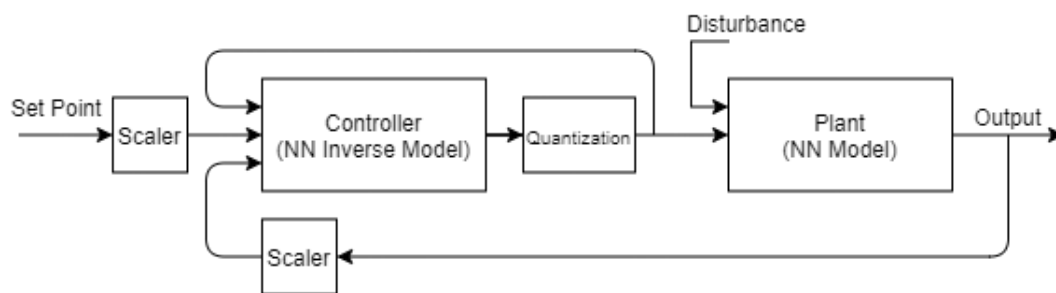 Disturbance
Set Point
Scaler
Controller
(NN Inverse Model)
Quantization
Plant
(NN Model)
Output
Scaler